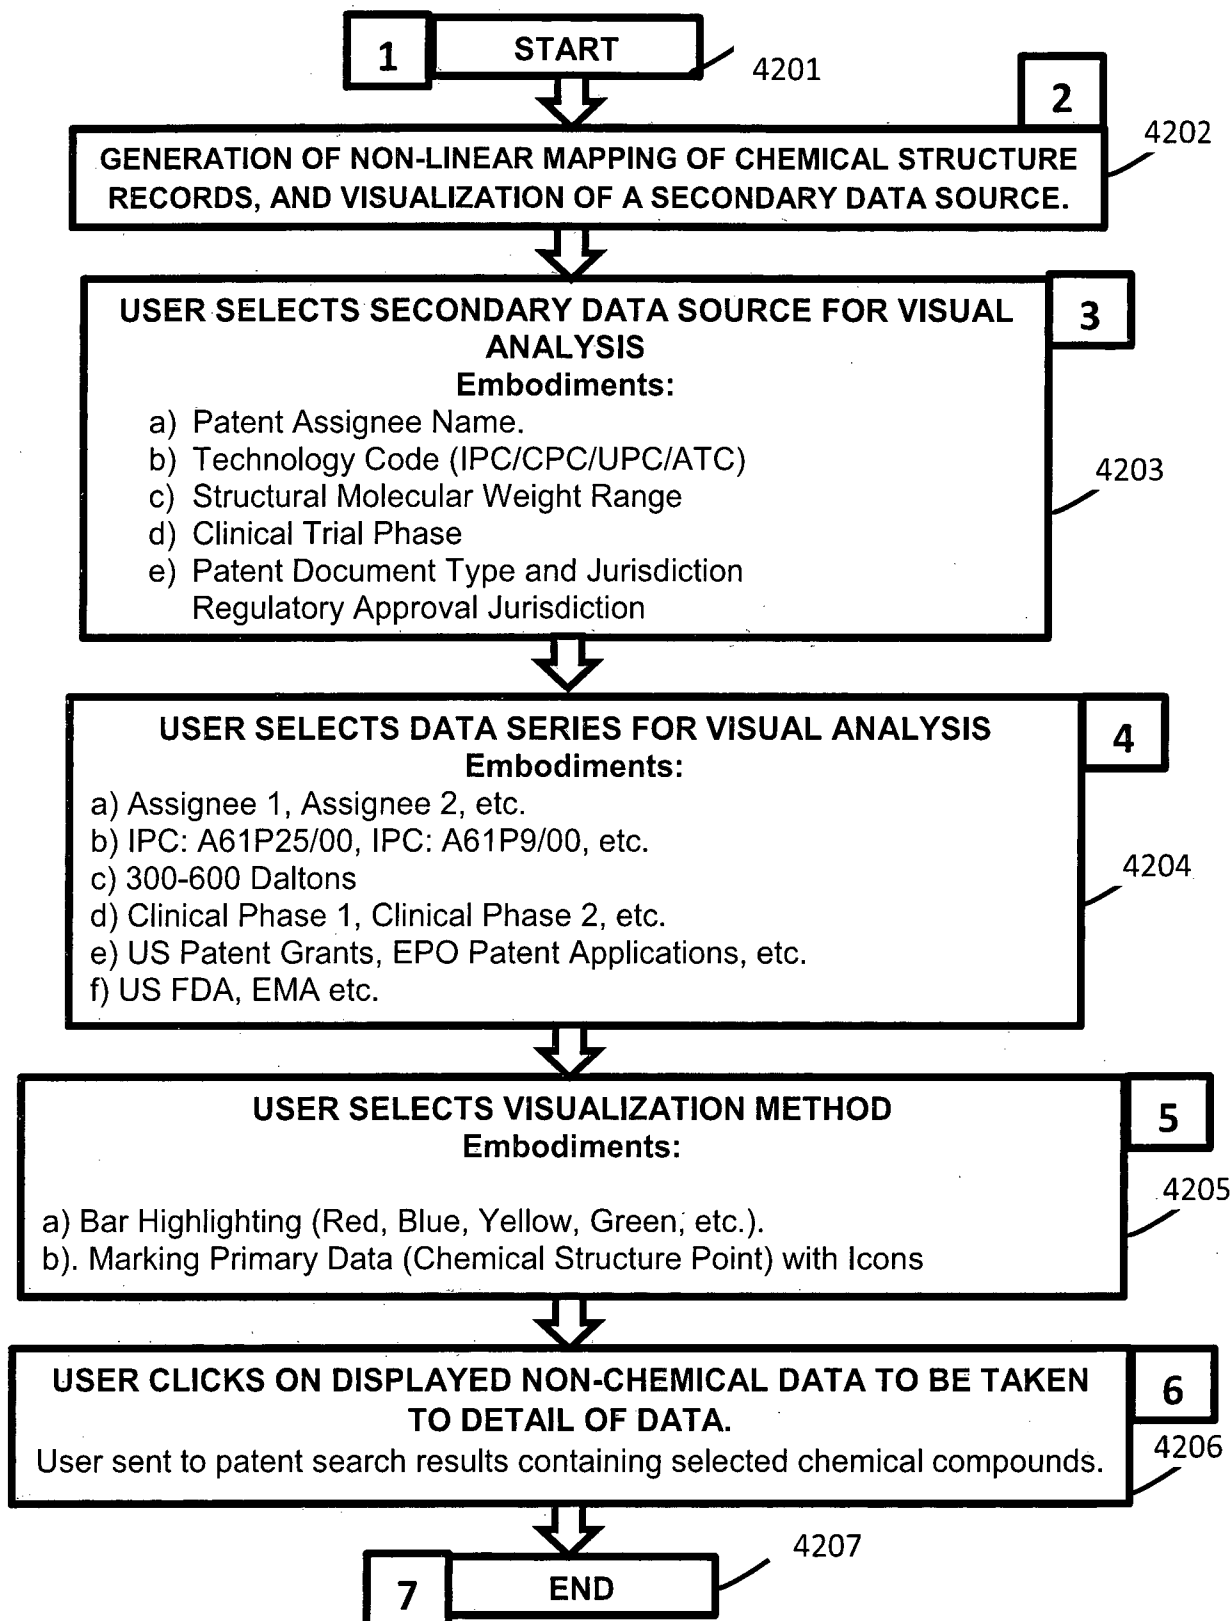 1
START
4201
2
4202
GENERATION OF NON-LINEAR MAPPING OF CHEMICAL STRUCTURE
RECORDS, AND VISUALIZATION OF A SECONDARY DATA SOURCE.
3
USER SELECTS SECONDARY DATA SOURCE FOR VISUAL
ANALYSIS
Embodiments:
a) Patent Assignee Name.
b) Technology Code (IPC/CPC/UPC/ATC)
4203
c) Structural Molecular Weight Range
d) Clinical Trial Phase
e) Patent Document Type and Jurisdiction
Regulatory Approval Jurisdiction
4
USER SELECTS DATA SERIES FOR VISUAL ANALYSIS
Embodiments:
a) Assignee 1, Assignee 2, etc.
b) IPC: A61P25/00, IPC: A61P9/00, etc.
4204
c) 300-600 Daltons
d) Clinical Phase 1, Clinical Phase 2, etc.
e) US Patent Grants, EPO Patent Applications, etc.
f) US FDA, EMA etc.
5
USER SELECTS VISUALIZATION METHOD
Embodiments:
4205
a) Bar Highlighting (Red, Blue, Yellow, Green, etc.).
b). Marking Primary Data (Chemical Structure Point) with Icons
6
USER CLICKS ON DISPLAYED NON-CHEMICAL DATA TO BE TAKEN
TO DETAIL OF DATA.
4206
User sent to patent search results containing selected chemical compounds.
4207
7
END